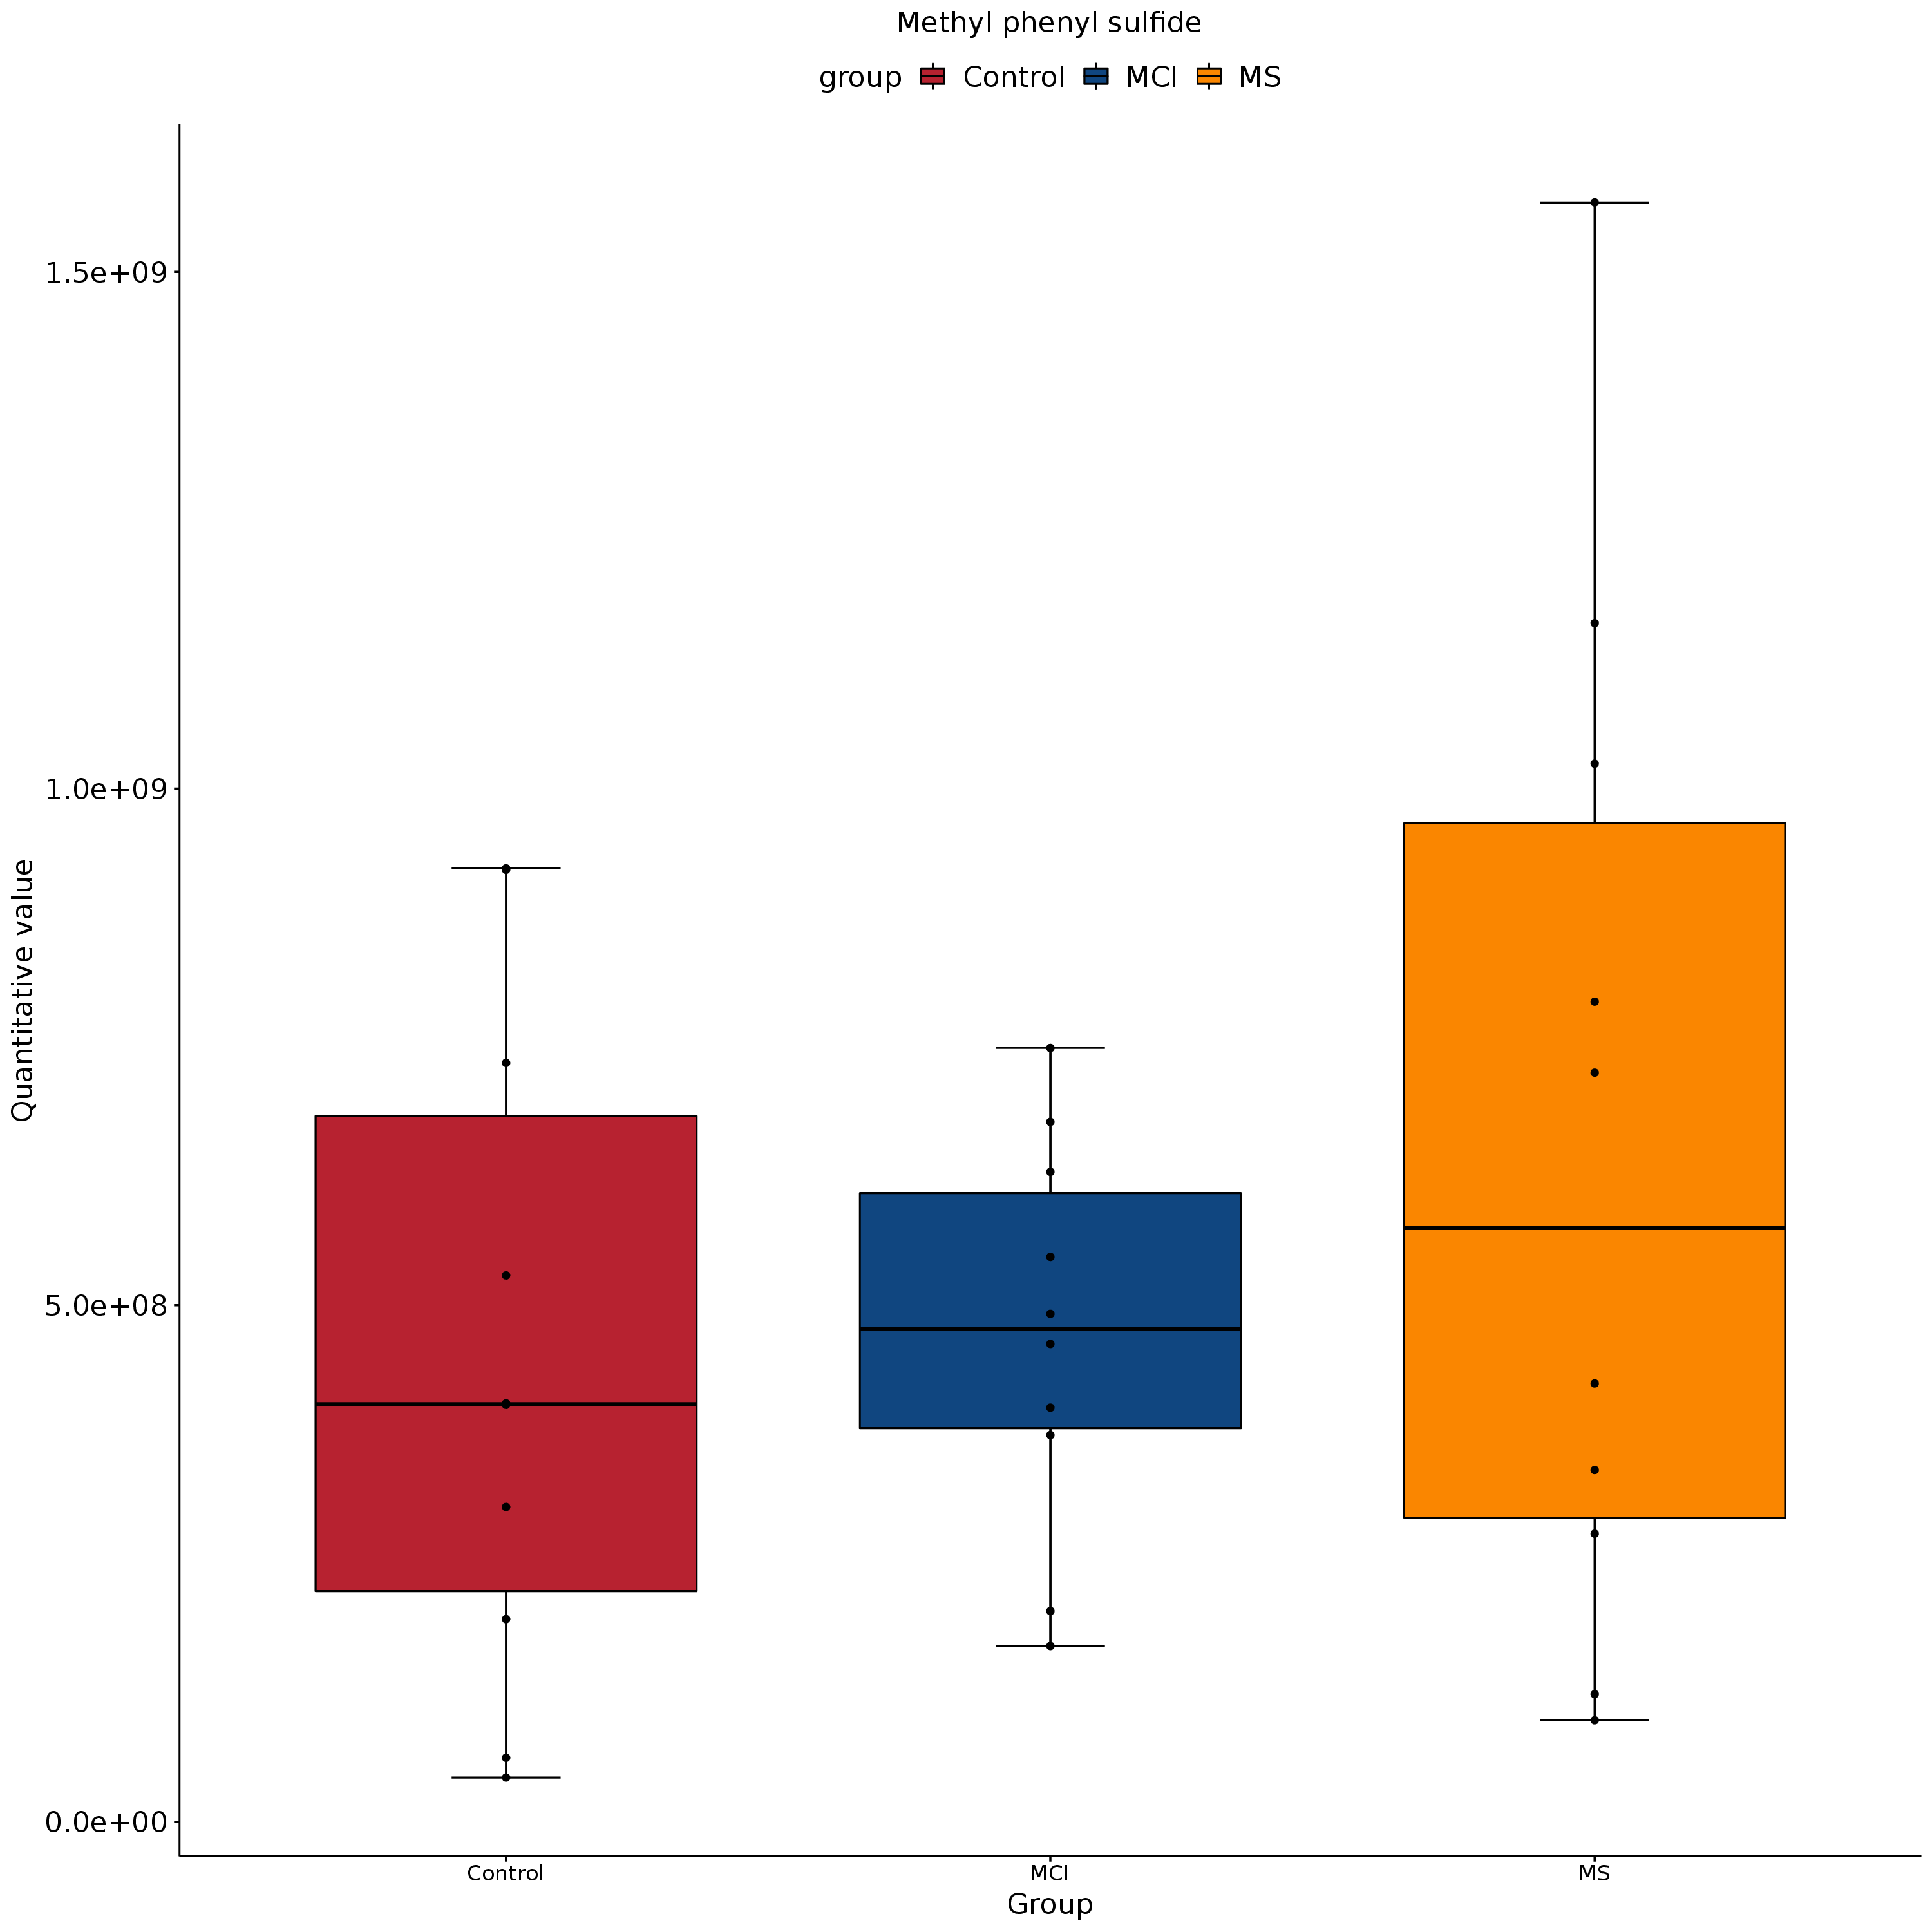 Methyl phenyl sulfide
group Control MCI MS
1.5e+09
1.0e+09
5.0e+08
0.0e+00
Quantitative value
Control MCI MS
Group